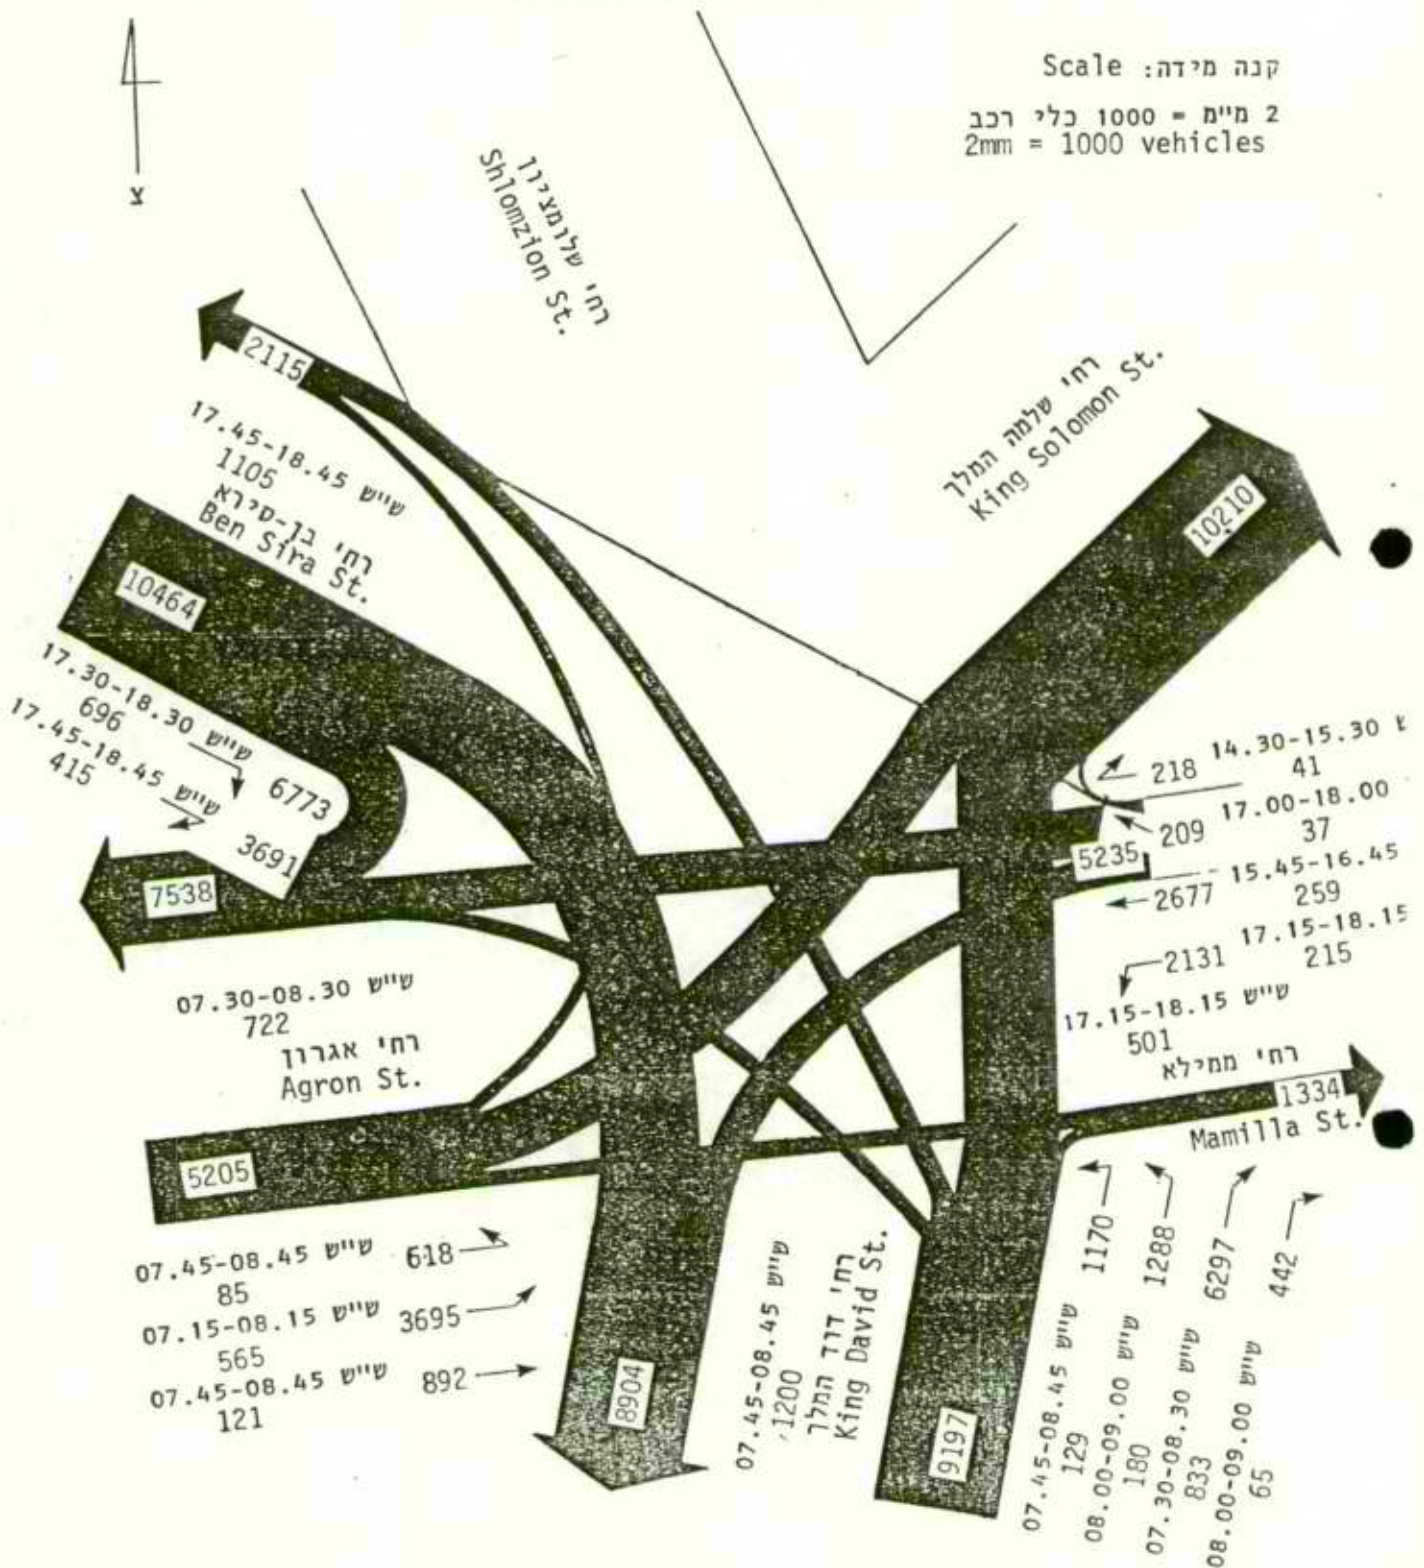 קנה מידה: Scale
2 מ"מ = 1000 כלי רכב
2mm = 1000 vehicles
צ
רח' שלומציון
Shlomzion St.
2115
17.45-18.45 ש"ש
1105
רח' בן-סירא
Ben Sira St.
10464
17.30-18.30 ש"ש
696
6773
17.45-18.45 ש"ש
415
3691
7538
רח' שלמה המלך
King Solomon St.
10210
218 14.30-15.30
41
209 17.00-18.00
37
5235
2677 15.45-16.45
259
2131 17.15-18.15
215
17.15-18.15 ש"ש
501
רח' ממילא
1334
Mamilla St.
07.30-08.30 ש"ש
722
רח' אגרון
Agron St.
5205
07.45-08.45 ש"ש 618
85
07.15-08.15 ש"ש 3695
565
07.45-08.45 ש"ש 892
121
8904
07.45-08.45 ש"ש
1200
רח' דוד המלך
King David St.
9197
07.45-08.45 ש"ש 1170
129
08.00-09.00 ש"ש 1288
180
07.30-08.30 ש"ש 6297
833
08.00-09.00 ש"ש 442
65